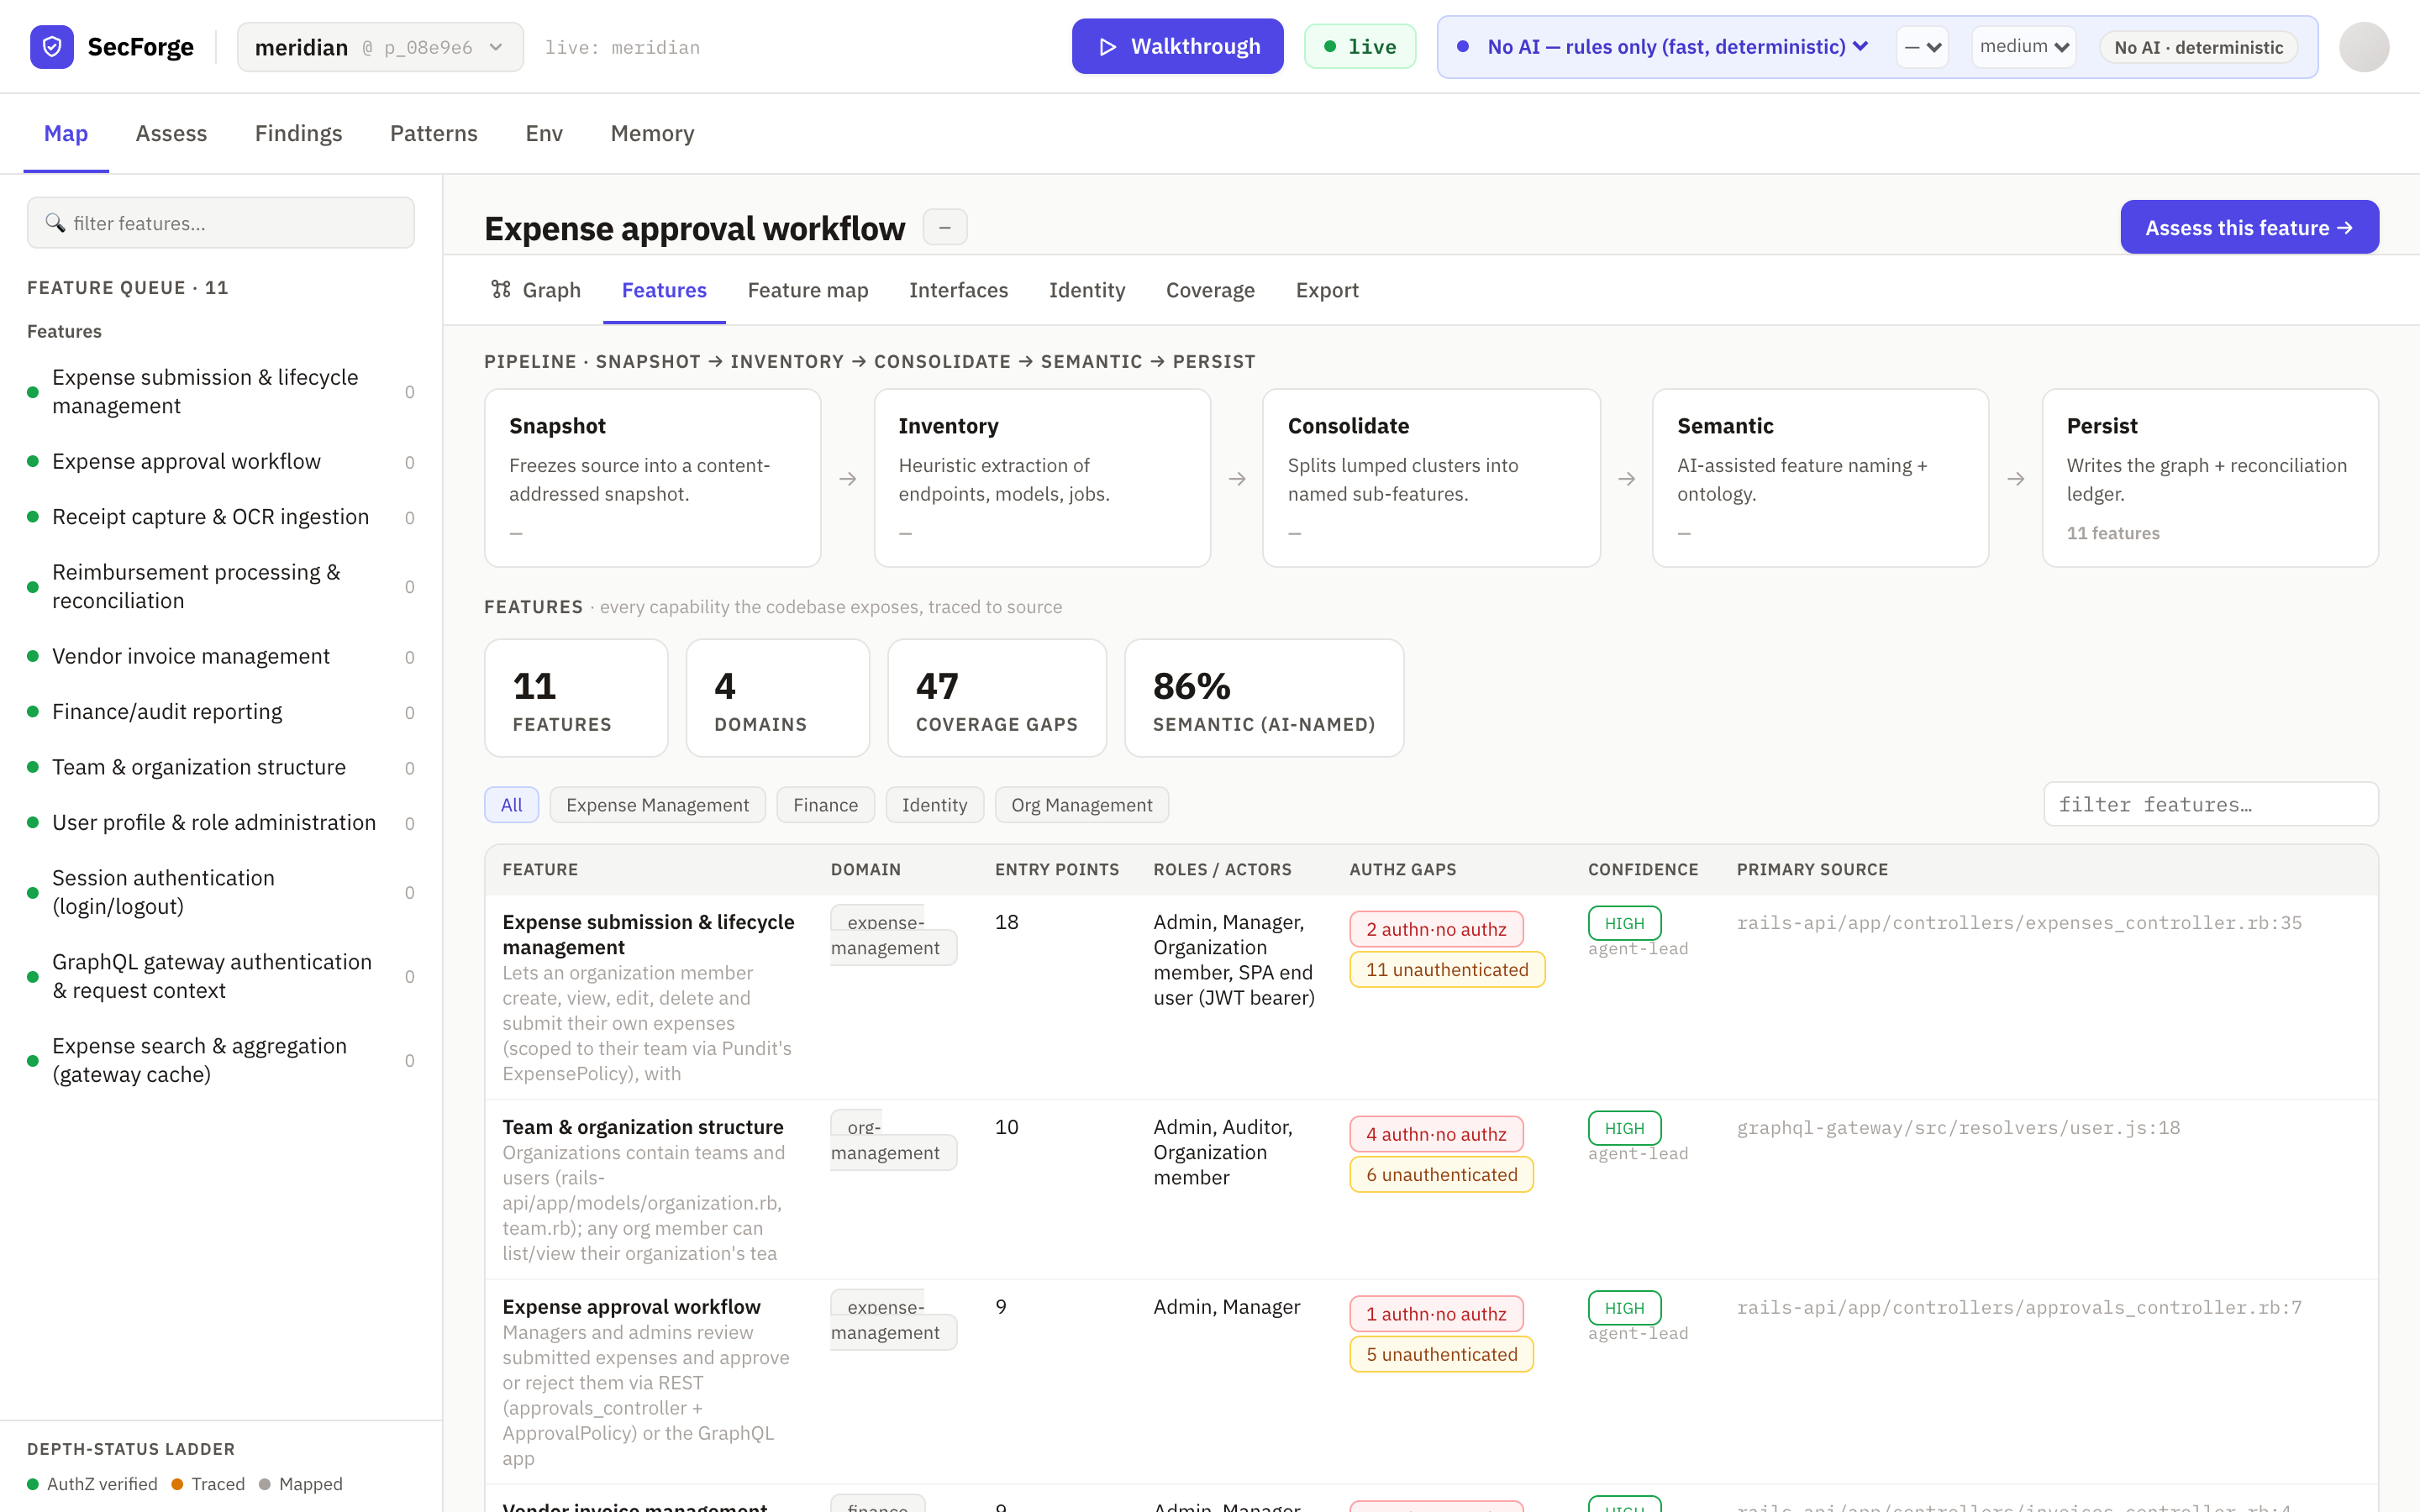 SecForge
meridian @ p_08e9e6
live: meridian
Walkthrough
live
No AI — rules only (fast, deterministic)
—
medium
No AI · deterministic
Map
Assess
Findings
Patterns
Env
Memory
filter features...
FEATURE QUEUE · 11
Features
Expense submission & lifecycle
management
0
Expense approval workflow
0
Receipt capture & OCR ingestion
0
Reimbursement processing &
reconciliation
0
Vendor invoice management
0
Finance/audit reporting
0
Team & organization structure
0
User profile & role administration
0
Session authentication
(login/logout)
0
GraphQL gateway authentication
& request context
0
Expense search & aggregation
(gateway cache)
0
DEPTH-STATUS LADDER
AuthZ verified
Traced
Mapped
Expense approval workflow
—
Assess this feature →
Graph
Features
Feature map
Interfaces
Identity
Coverage
Export
PIPELINE · SNAPSHOT → INVENTORY → CONSOLIDATE → SEMANTIC → PERSIST
Snapshot
Freezes source into a content-
addressed snapshot.
—
→
Inventory
Heuristic extraction of
endpoints, models, jobs.
—
→
Consolidate
Splits lumped clusters into
named sub-features.
—
→
Semantic
AI-assisted feature naming +
ontology.
—
→
Persist
Writes the graph + reconciliation
ledger.
11 features
FEATURES · every capability the codebase exposes, traced to source
11
FEATURES
4
DOMAINS
47
COVERAGE GAPS
86%
SEMANTIC (AI-NAMED)
All
Expense Management
Finance
Identity
Org Management
filter features…
FEATURE
DOMAIN
ENTRY POINTS
ROLES / ACTORS
AUTHZ GAPS
CONFIDENCE
PRIMARY SOURCE
Expense submission & lifecycle
management
Lets an organization member
create, view, edit, delete and
submit their own expenses
(scoped to their team via Pundit's
ExpensePolicy), with
expense-
management
18
Admin, Manager,
Organization
member, SPA end
user (JWT bearer)
2 authn·no authz
11 unauthenticated
HIGH
agent-lead
rails-api/app/controllers/expenses_controller.rb:35
Team & organization structure
Organizations contain teams and
users (rails-
api/app/models/organization.rb,
team.rb); any org member can
list/view their organization's tea
org-
management
10
Admin, Auditor,
Organization
member
4 authn·no authz
6 unauthenticated
HIGH
agent-lead
graphql-gateway/src/resolvers/user.js:18
Expense approval workflow
Managers and admins review
submitted expenses and approve
or reject them via REST
(approvals_controller +
ApprovalPolicy) or the GraphQL
app
expense-
management
9
Admin, Manager
1 authn·no authz
5 unauthenticated
HIGH
agent-lead
rails-api/app/controllers/approvals_controller.rb:7
Vendor invoice management
finance
9
Admin, Manager
HIGH
rails-api/app/controllers/invoices_controller.rb:4